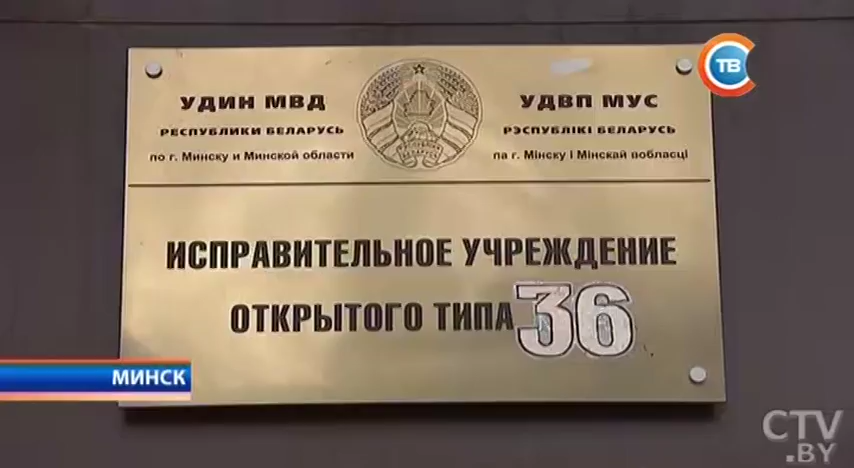 УДИН МВД
РЕСПУБЛИКИ БЕЛАРУСЬ
по г. Минску и Минской области
УДВП МУС
РЭСПУБЛІКІ БЕЛАРУСЬ
па г. Мінску і Мінскай вобласці
ИСПРАВИТЕЛЬНОЕ УЧРЕЖДЕНИЕ
ОТКРЫТОГО ТИПА 36
МИНСК
СТВ
CTV
.BY